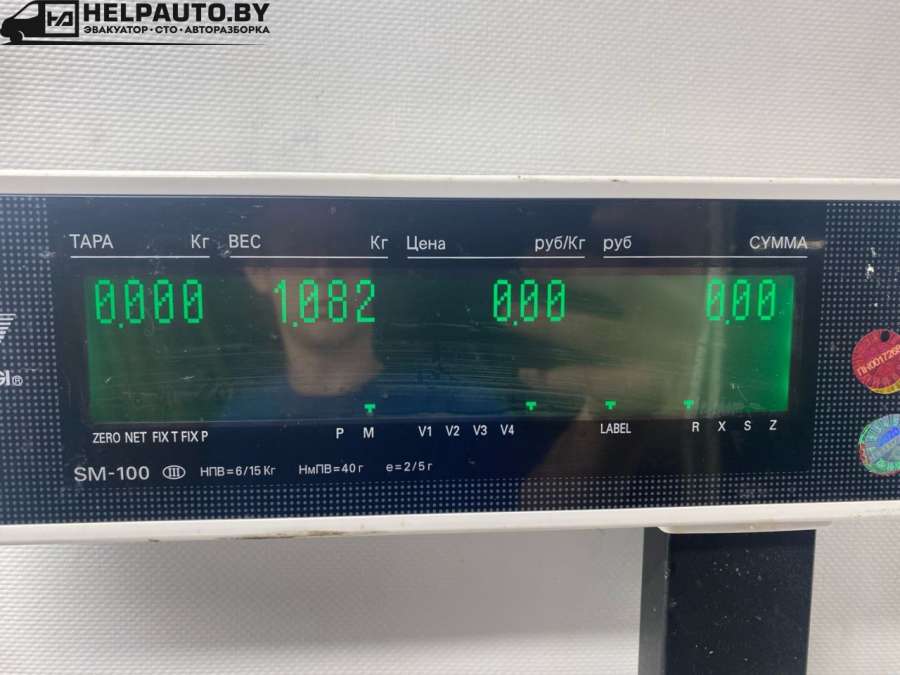 HELPAUTO.BY
ЭВАКУАТОР·СТО·АВТОРАЗБОРКА
ТАРА Кг ВЕС Кг Цена руб/Кг руб СУММА
0.000 1.082 0.00 0.00
ZERO NET FIX T FIX P P M V1 V2 V3 V4 LABEL R X S Z
SM-100 III НПВ=6/15 Кг НмПВ=40 г e=2/5 г